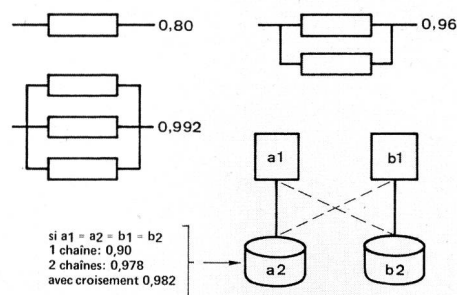 0,80
0,96
0,992
a1
b1
si a1 = a2 = b1 = b2
1 chaîne: 0,90
2 chaînes: 0,978
avec croisement 0,982
a2
b2